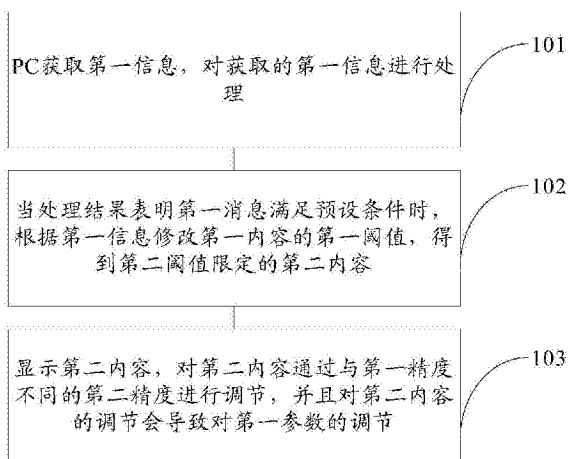 PC获取第一信息，对获取的第一信息进行处
理
101
当处理结果表明第一消息满足预设条件时，
根据第一信息修改第一内容的第一阈值，得
到第二阈值限定的第二内容
102
显示第二内容，对第二内容通过与第一精度
不同的第二精度进行调节，并且对第二内容
的调节会导致对第一参数的调节
103